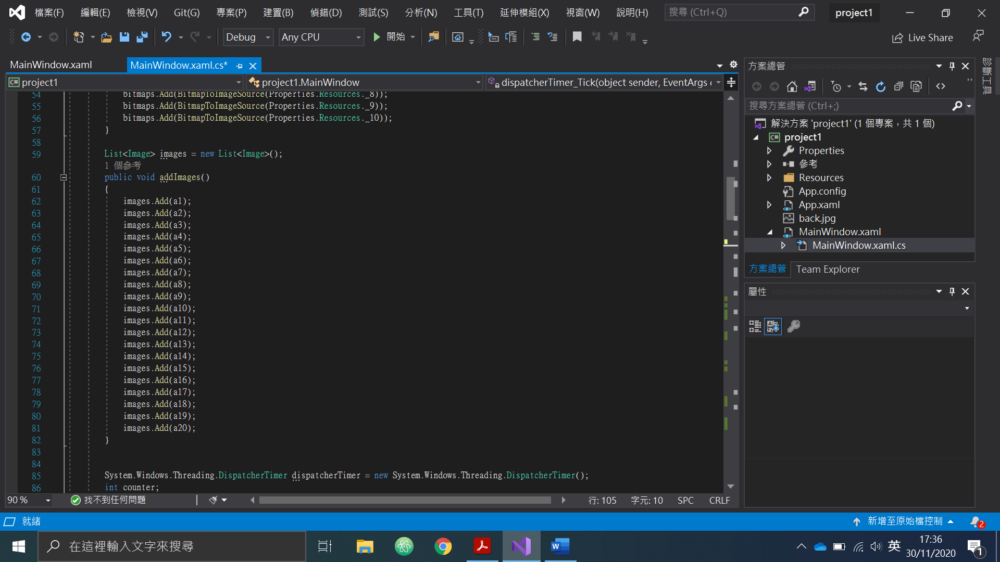 檔案(F) 編輯(E) 檢視(V) Git(G) 專案(P) 建置(B) 偵錯(D) 測試(S) 分析(N) 工具(T) 延伸模組(X) 視窗(W) 說明(H) 搜尋 (Ctrl+Q) project1
Debug Any CPU 開始 Live Share
MainWindow.xaml MainWindow.xaml.cs*
project1 project1.MainWindow dispatcherTimer_Tick(object sender, EventArgs e
54 bitmaps.Add(BitmapToImageSource(Properties.Resources._8));
55 bitmaps.Add(BitmapToImageSource(Properties.Resources._9));
56 bitmaps.Add(BitmapToImageSource(Properties.Resources._10));
57 }
58
59 List<Image> images = new List<Image>();
1 個參考
60 public void addImages()
61 {
62 images.Add(a1);
63 images.Add(a2);
64 images.Add(a3);
65 images.Add(a4);
66 images.Add(a5);
67 images.Add(a6);
68 images.Add(a7);
69 images.Add(a8);
70 images.Add(a9);
71 images.Add(a10);
72 images.Add(a11);
73 images.Add(a12);
74 images.Add(a13);
75 images.Add(a14);
76 images.Add(a15);
77 images.Add(a16);
78 images.Add(a17);
79 images.Add(a18);
80 images.Add(a19);
81 images.Add(a20);
82 }
83
84
85 System.Windows.Threading.DispatcherTimer dispatcherTimer = new System.Windows.Threading.DispatcherTimer();
86 int counter;
90 % 找不到任何問題 行: 105 字元: 10 SPC CRLF
方案總管
搜尋方案總管 (Ctrl+;)
解決方案 'project1' (1 個專案，共 1 個)
C# project1
Properties
參考
Resources
App.config
App.xaml
back.jpg
MainWindow.xaml
MainWindow.xaml.cs
方案總管 Team Explorer
屬性
診斷工具
就緒 新增至原始檔控制 2
在這裡輸入文字來搜尋 英 17:36
30/11/2020 1